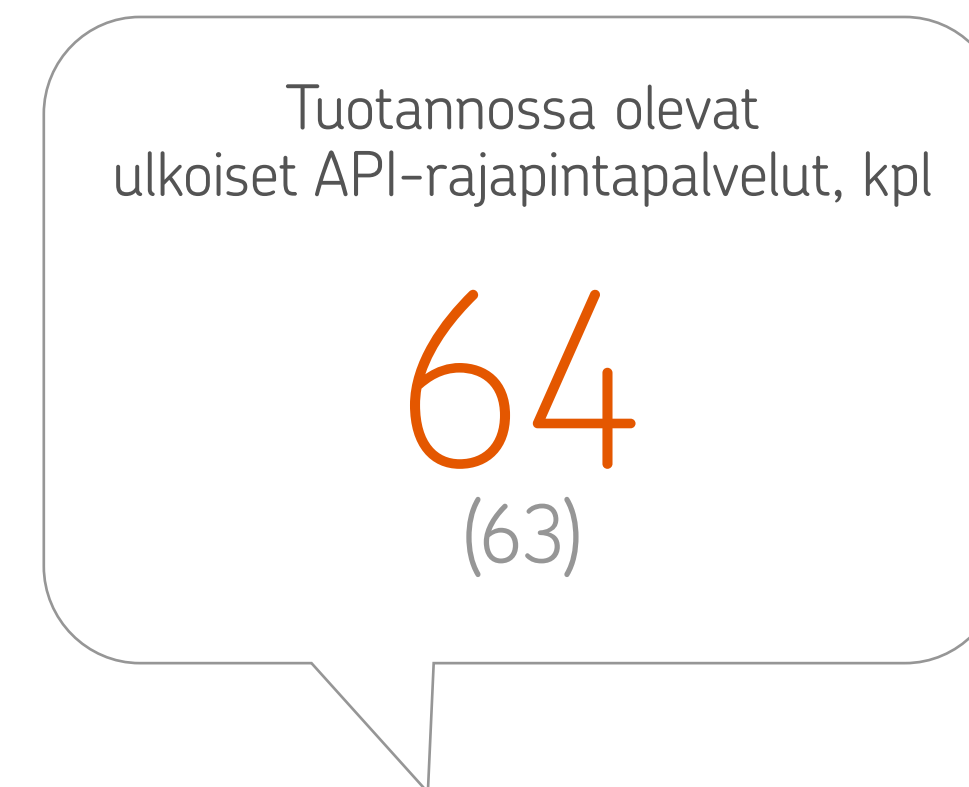 Tuotannossa olevat
ulkoiset API-rajapintapalvelut, kpl
64
(63)